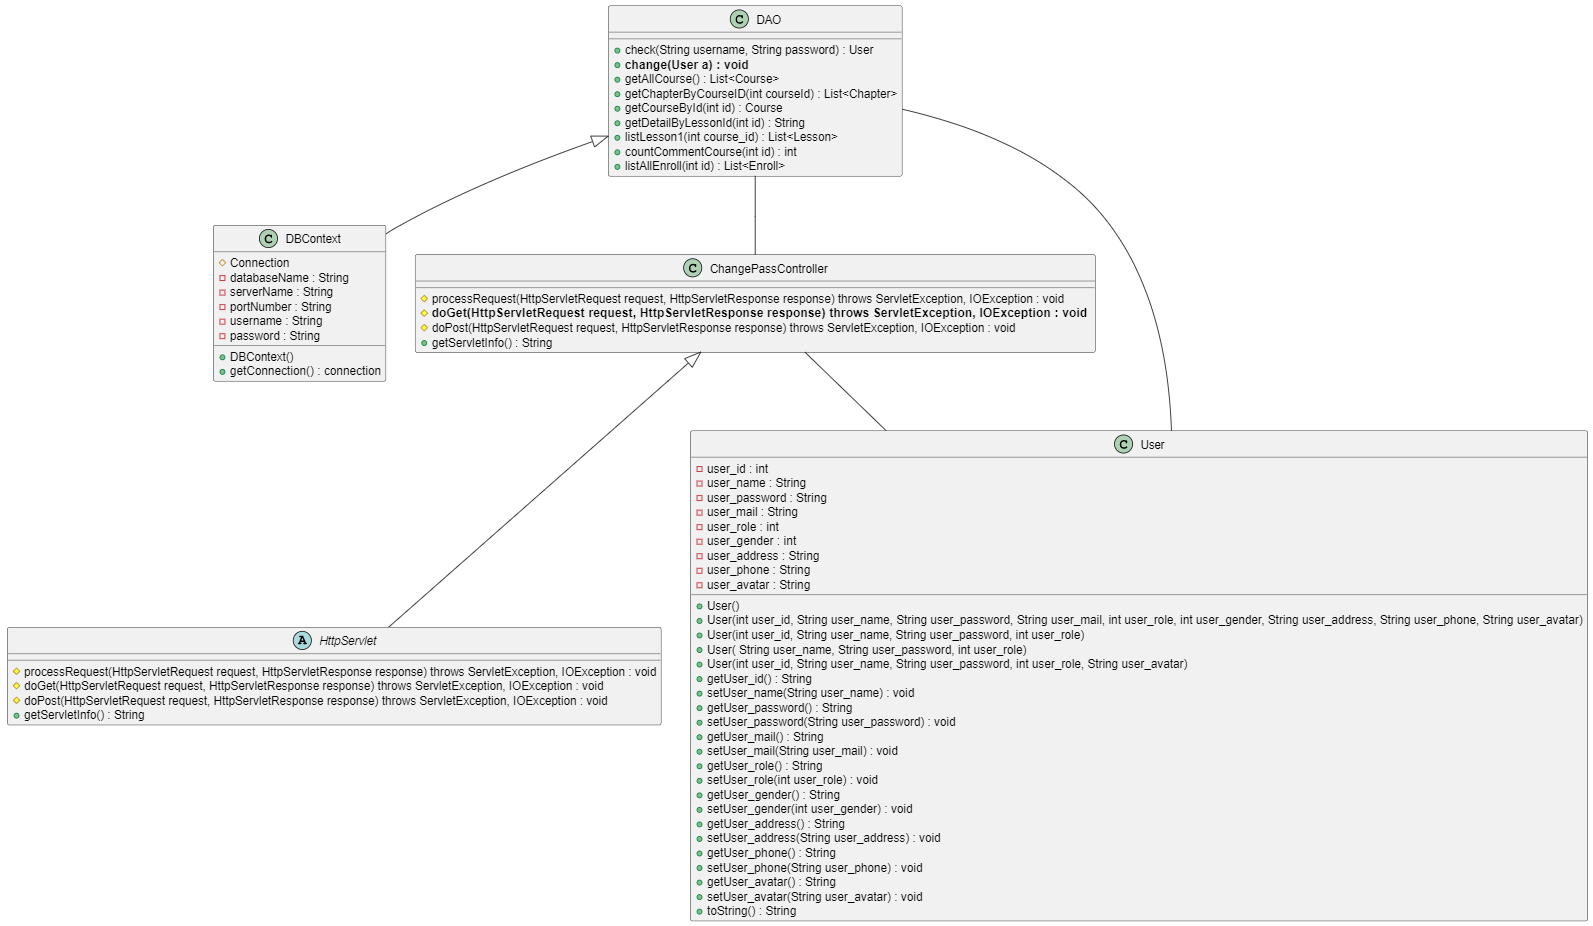 C DAO
check(String username, String password) : User
change(User a) : void
getAllCourse() : List<Course>
getChapterByCourseID(int courseId) : List<Chapter>
getCourseById(int id) : Course
getDetailByLessonId(int id) : String
listLesson1(int course_id) : List<Lesson>
countCommentCourse(int id) : int
listAllEnroll(int id) : List<Enroll>
C DBContext
Connection
databaseName : String
serverName : String
portNumber : String
username : String
password : String
DBContext()
getConnection() : connection
C ChangePassController
processRequest(HttpServletRequest request, HttpServletResponse response) throws ServletException, IOException : void
doGet(HttpServletRequest request, HttpServletResponse response) throws ServletException, IOException : void
doPost(HttpServletRequest request, HttpServletResponse response) throws ServletException, IOException : void
getServletInfo() : String
A HttpServlet
processRequest(HttpServletRequest request, HttpServletResponse response) throws ServletException, IOException : void
doGet(HttpServletRequest request, HttpServletResponse response) throws ServletException, IOException : void
doPost(HttpServletRequest request, HttpServletResponse response) throws ServletException, IOException : void
getServletInfo() : String
C User
user_id : int
user_name : String
user_password : String
user_mail : String
user_role : int
user_gender : int
user_address : String
user_phone : String
user_avatar : String
User()
User(int user_id, String user_name, String user_password, String user_mail, int user_role, int user_gender, String user_address, String user_phone, String user_avatar)
User(int user_id, String user_name, String user_password, int user_role)
User( String user_name, String user_password, int user_role)
User(int user_id, String user_name, String user_password, int user_role, String user_avatar)
getUser_id() : String
setUser_name(String user_name) : void
getUser_password() : String
setUser_password(String user_password) : void
getUser_mail() : String
setUser_mail(String user_mail) : void
getUser_role() : String
setUser_role(int user_role) : void
getUser_gender() : String
setUser_gender(int user_gender) : void
getUser_address() : String
setUser_address(String user_address) : void
getUser_phone() : String
setUser_phone(String user_phone) : void
getUser_avatar() : String
setUser_avatar(String user_avatar) : void
toString() : String